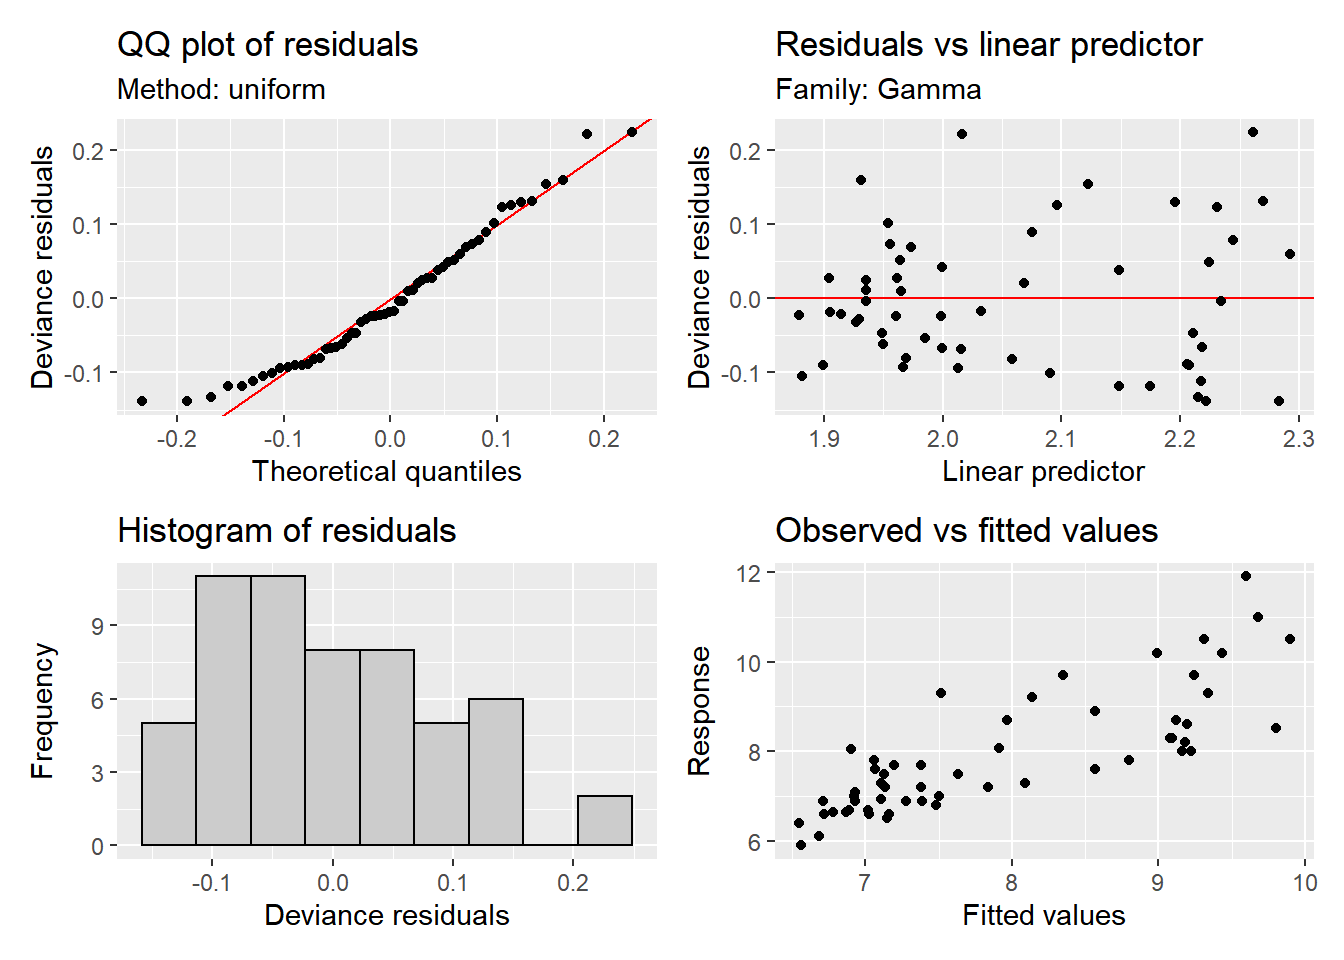 QQ plot of residuals
Method: uniform
Deviance residuals
0.2
0.1
0.0
-0.1
-0.2
-0.1
0.0
0.1
0.2
Theoretical quantiles
Residuals vs linear predictor
Family: Gamma
Deviance residuals
0.2
0.1
0.0
-0.1
1.9
2.0
2.1
2.2
2.3
Linear predictor
Histogram of residuals
Frequency
9
6
3
0
-0.1
0.0
0.1
0.2
Deviance residuals
Observed vs fitted values
Response
12
10
8
6
7
8
9
10
Fitted values